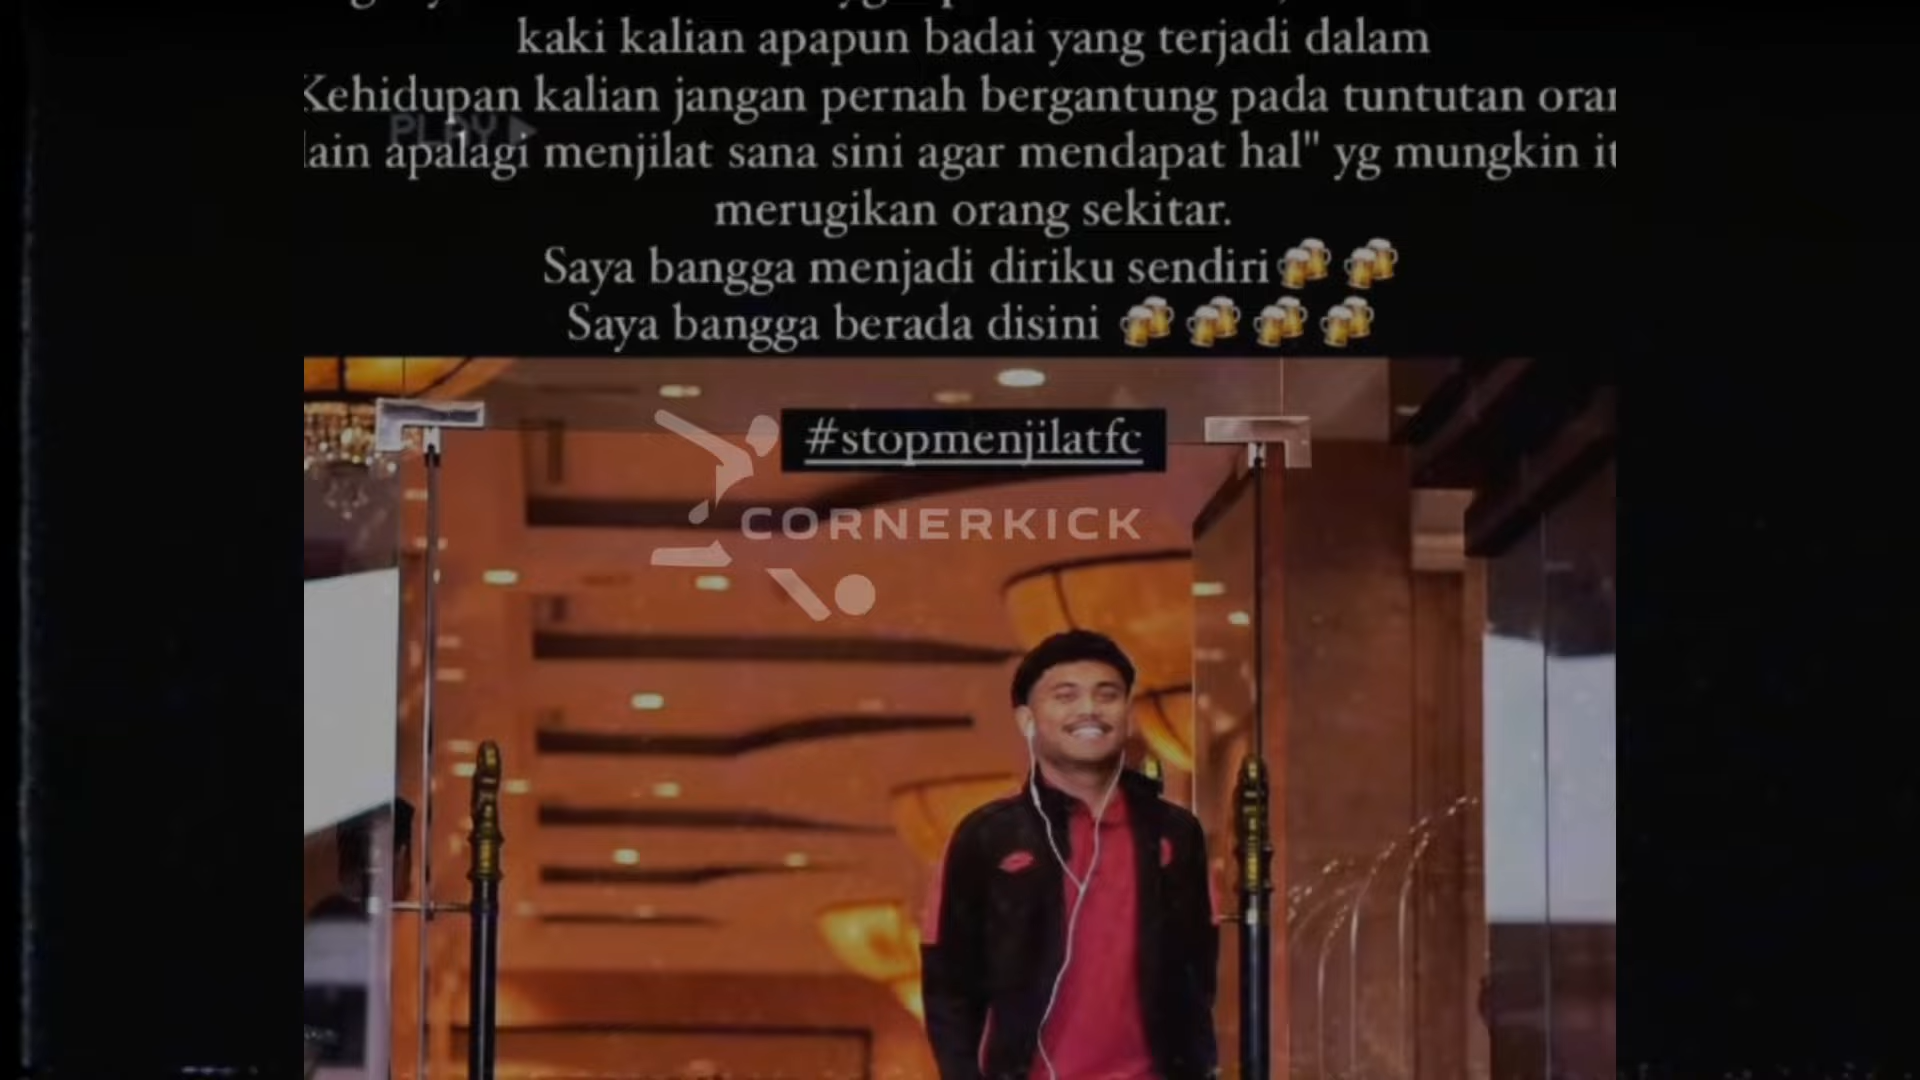 kaki kalian apapun badai yang terjadi dalam
Kehidupan kalian jangan pernah bergantung pada tuntutan
PLAY
lain apalagi menjilat sana sini agar mendapat hal" yg mungkin
merugikan orang sekitar.
Saya bangga menjadi diriku sendiri🍻🍻
Saya bangga berada disini 🍻🍻🍻🍻
#stopmenjilatfc
CORNERKICK